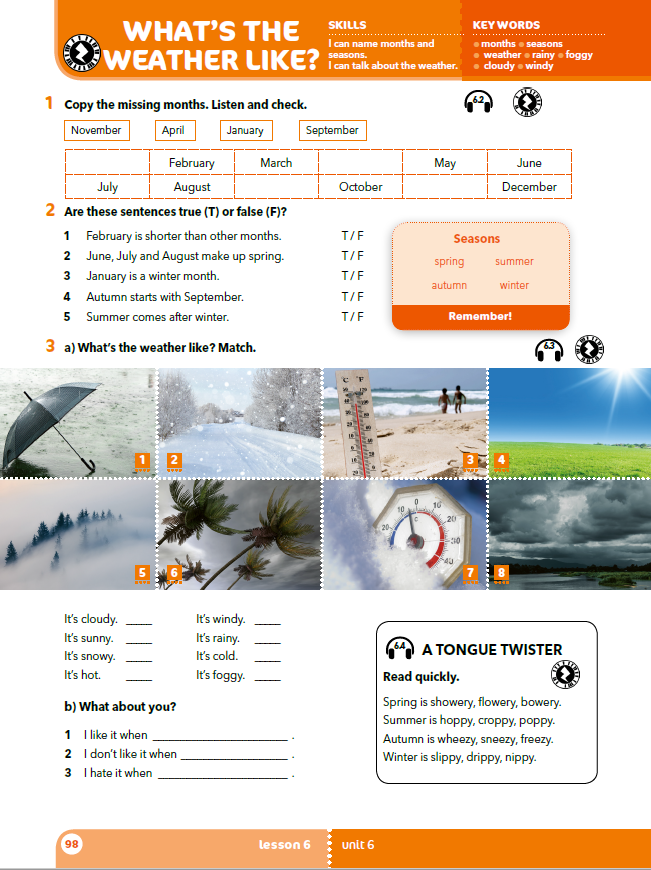 WHAT'S THE
WEATHER LIKE?
SKILLS
I can name months and
seasons.
I can talk about the weather.
KEY WORDS
• months • seasons
• weather • rainy • foggy
• cloudy • windy
1 Copy the missing months. Listen and check.
6.2
November April January September
February March May June
July August October December
2 Are these sentences true (T) or false (F)?
1 February is shorter than other months. T / F
2 June, July and August make up spring. T / F
3 January is a winter month. T / F
4 Autumn starts with September. T / F
5 Summer comes after winter. T / F
Seasons
spring summer
autumn winter
Remember!
3 a) What's the weather like? Match.
6.3
1 2 3 4
5 6 7 8
It's cloudy. _____ It's windy. _____
It's sunny. _____ It's rainy. _____
It's snowy. _____ It's cold. _____
It's hot. _____ It's foggy. _____
b) What about you?
1 I like it when ______________________ .
2 I don't like it when __________________ .
3 I hate it when _____________________ .
6.4 A TONGUE TWISTER
Read quickly.
Spring is showery, flowery, bowery.
Summer is hoppy, croppy, poppy.
Autumn is wheezy, sneezy, freezy.
Winter is slippy, drippy, nippy.
98 lesson 6 unit 6